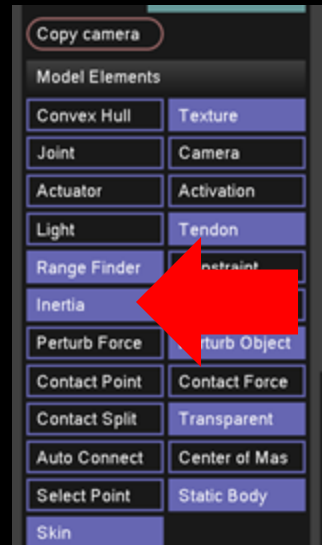 Copy camera
Model Elements
Convex Hull Texture
Joint Camera
Actuator Activation
Light Tendon
Range Finder
Inertia
Perturb Force Object
Contact Point Contact Force
Contact Split Transparent
Auto Connect Center of Mas
Select Point Static Body
Skin